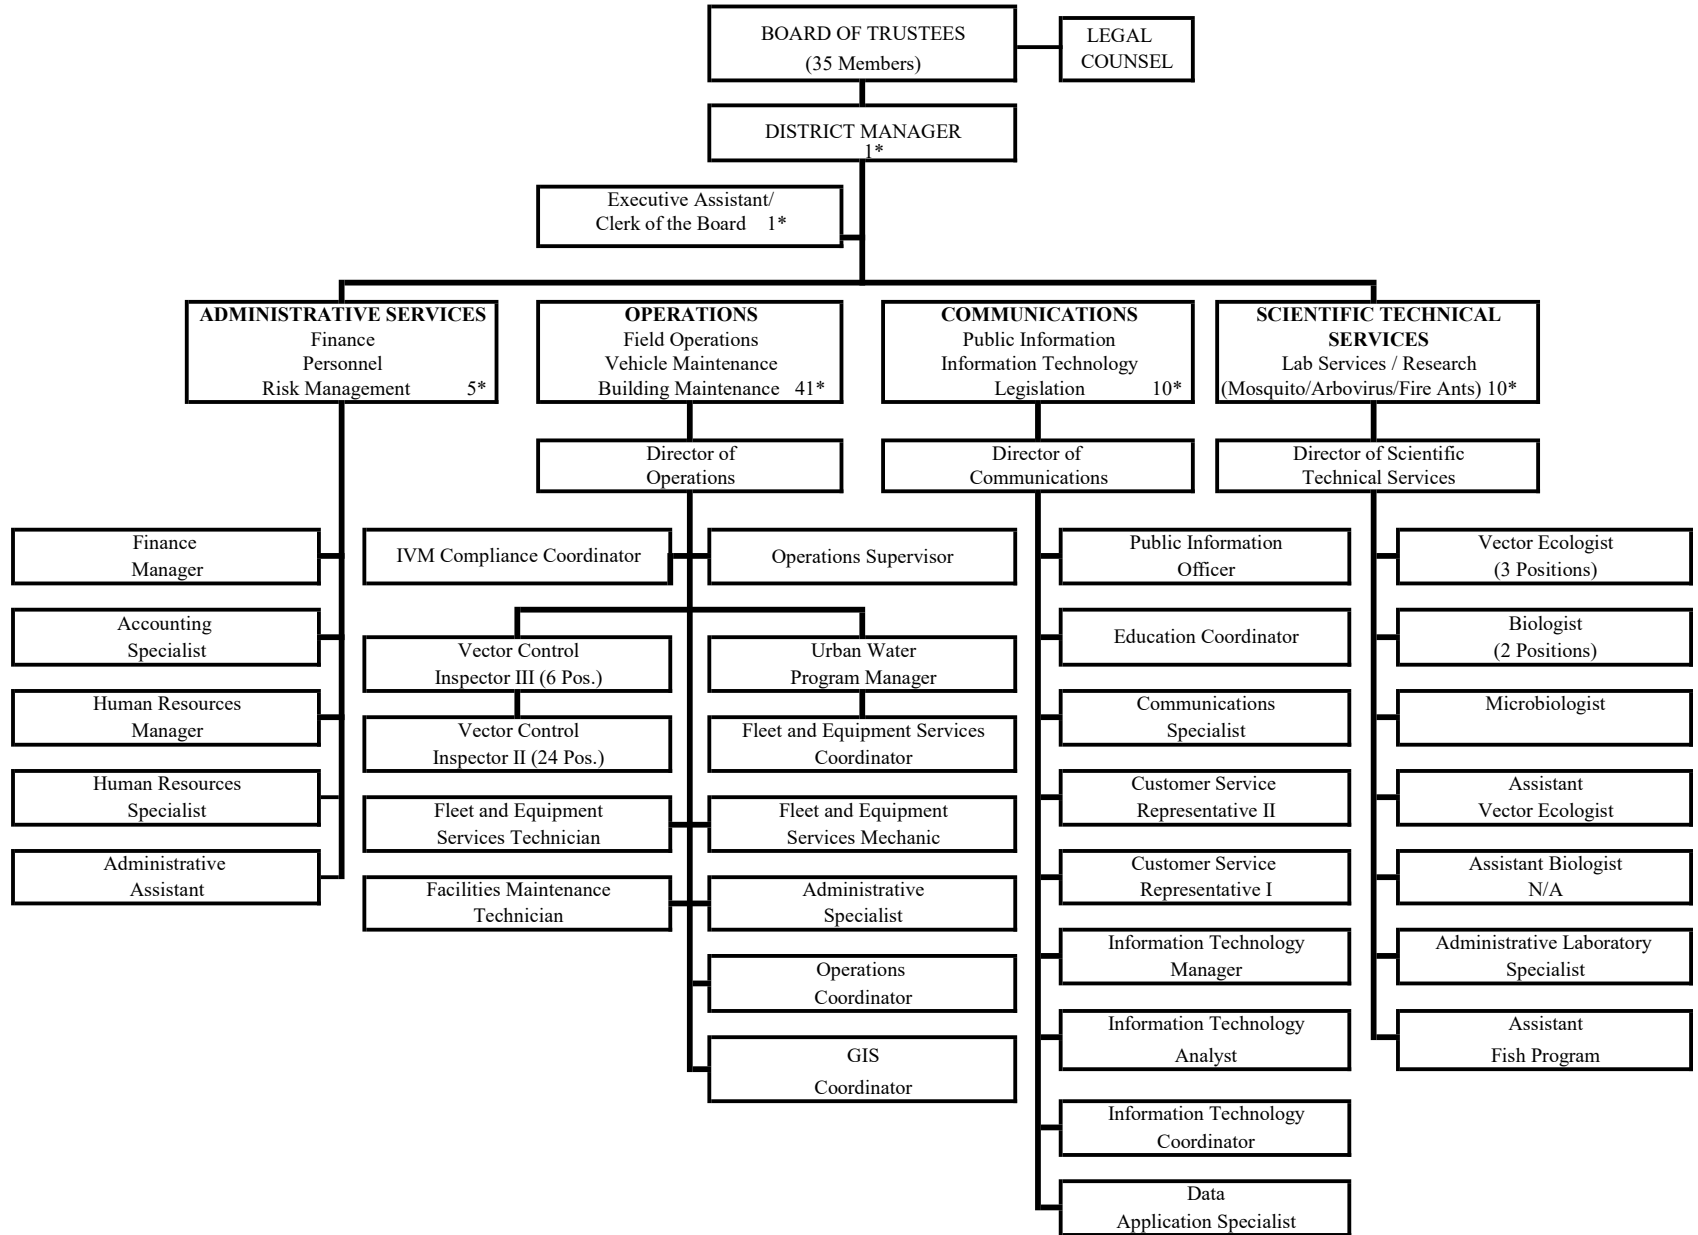 BOARD OF TRUSTEES
(35 Members)
LEGAL
COUNSEL
DISTRICT MANAGER
1*
Executive Assistant/
Clerk of the Board 1*
ADMINISTRATIVE SERVICES
Finance
Personnel
Risk Management 5*
OPERATIONS
Field Operations
Vehicle Maintenance
Building Maintenance 41*
COMMUNICATIONS
Public Information
Information Technology
Legislation 10*
SCIENTIFIC TECHNICAL
SERVICES
Lab Services / Research
(Mosquito/Arbovirus/Fire Ants) 10*
Director of
Operations
Director of
Communications
Director of Scientific
Technical Services
Finance
Manager
Accounting
Specialist
Human Resources
Manager
Human Resources
Specialist
Administrative
Assistant
IVM Compliance Coordinator
Operations Supervisor
Vector Control
Inspector III (6 Pos.)
Urban Water
Program Manager
Vector Control
Inspector II (24 Pos.)
Fleet and Equipment Services
Coordinator
Fleet and Equipment
Services Technician
Fleet and Equipment
Services Mechanic
Facilities Maintenance
Technician
Administrative
Specialist
Operations
Coordinator
GIS
Coordinator
Public Information
Officer
Education Coordinator
Communications
Specialist
Customer Service
Representative II
Customer Service
Representative I
Information Technology
Manager
Information Technology
Analyst
Information Technology
Coordinator
Data
Application Specialist
Vector Ecologist
(3 Positions)
Biologist
(2 Positions)
Microbiologist
Assistant
Vector Ecologist
Assistant Biologist
N/A
Administrative Laboratory
Specialist
Assistant
Fish Program